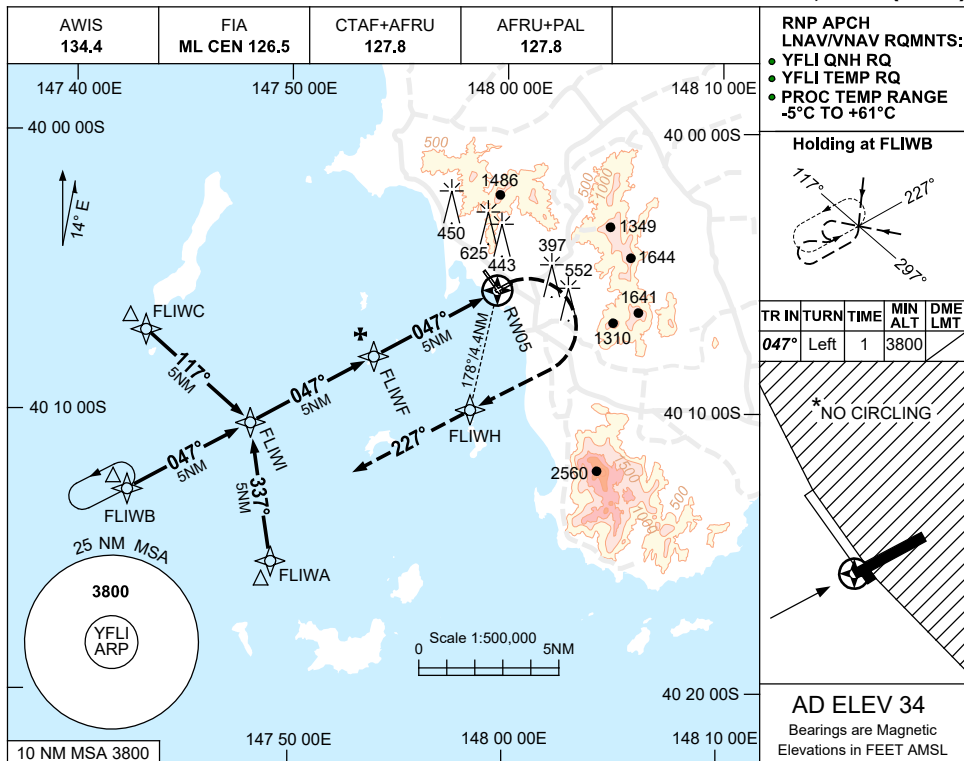 AWIS
134.4
FIA
ML CEN 126.5
CTAF+AFRU
127.8
AFRU+PAL
127.8
RNP APCH
LNAV/VNAV RQMNTS:
YFLI QNH RQ
YFLI TEMP RQ
PROC TEMP RANGE
-5°C TO +61°C
147 40 00E
147 50 00E
148 00 00E
148 10 00E
40 00 00S
40 00 00S
14° E
500
1486
500
1000
450
625
443
397
552
1349
1644
1641
1310
RW05
FLIWC
117°
5NM
047°
5NM
FLIWF
047°
5NM
178°/4.4NM
40 10 00S
40 10 00S
FLIWI
FLIWH
227°
047°
5NM
337°
5NM
FLIWB
FLIWA
2560
500
1000
500
25 NM MSA
3800
YFLI
ARP
Scale 1:500,000
0
5NM
40 20 00S
10 NM MSA 3800
147 50 00E
148 00 00E
148 10 00E
Holding at FLIWB
117°
227°
297°
TR IN TURN TIME MIN ALT DME LMT
047° Left 1 3800
*NO CIRCLING
AD ELEV 34
Bearings are Magnetic
Elevations in FEET AMSL